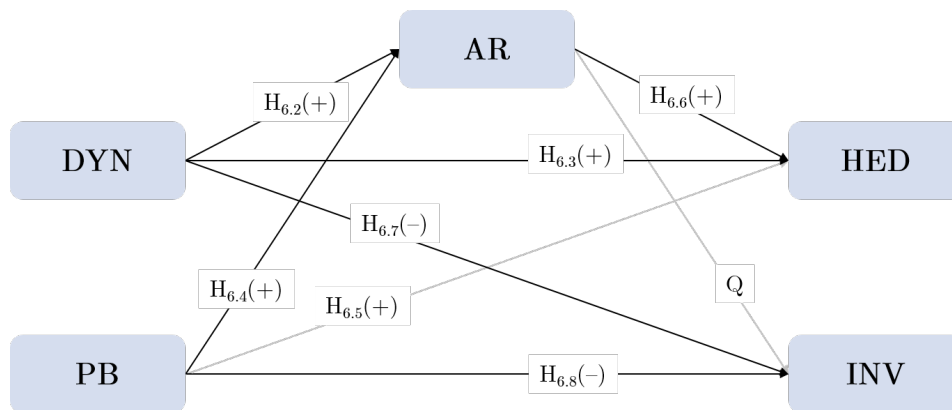 AR
H6.2(+)
H6.6(+)
DYN
H6.3(+)
HED
H6.7(–)
H6.4(+)
H6.5(+)
Q
PB
H6.8(–)
INV